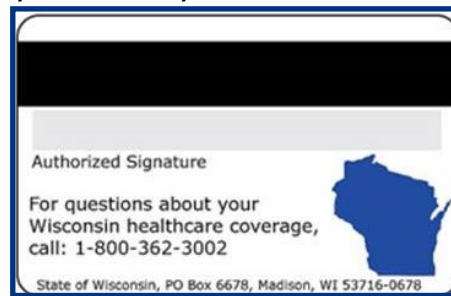 Authorized Signature
For questions about your
Wisconsin healthcare coverage,
call: 1-800-362-3002
State of Wisconsin, PO Box 6678, Madison, WI 53716-0678